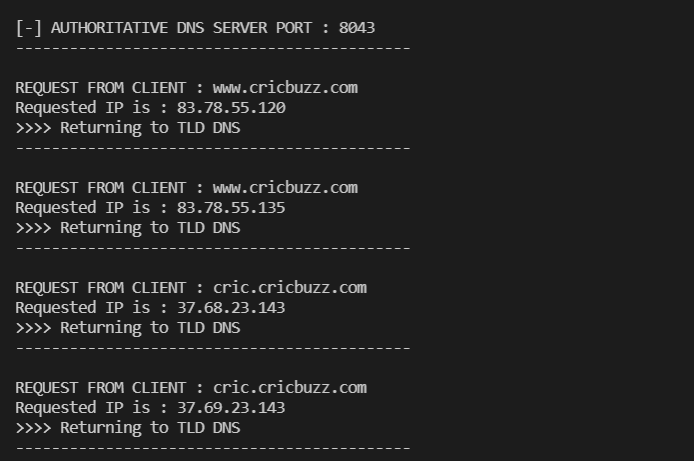 [-] AUTHORITATIVE DNS SERVER PORT : 8043
--------------------------------------------
REQUEST FROM CLIENT : www.cricbuzz.com
Requested IP is : 83.78.55.120
>>>> Returning to TLD DNS
--------------------------------------------
REQUEST FROM CLIENT : www.cricbuzz.com
Requested IP is : 83.78.55.135
>>>> Returning to TLD DNS
--------------------------------------------
REQUEST FROM CLIENT : cric.cricbuzz.com
Requested IP is : 37.68.23.143
>>>> Returning to TLD DNS
--------------------------------------------
REQUEST FROM CLIENT : cric.cricbuzz.com
Requested IP is : 37.69.23.143
>>>> Returning to TLD DNS
--------------------------------------------